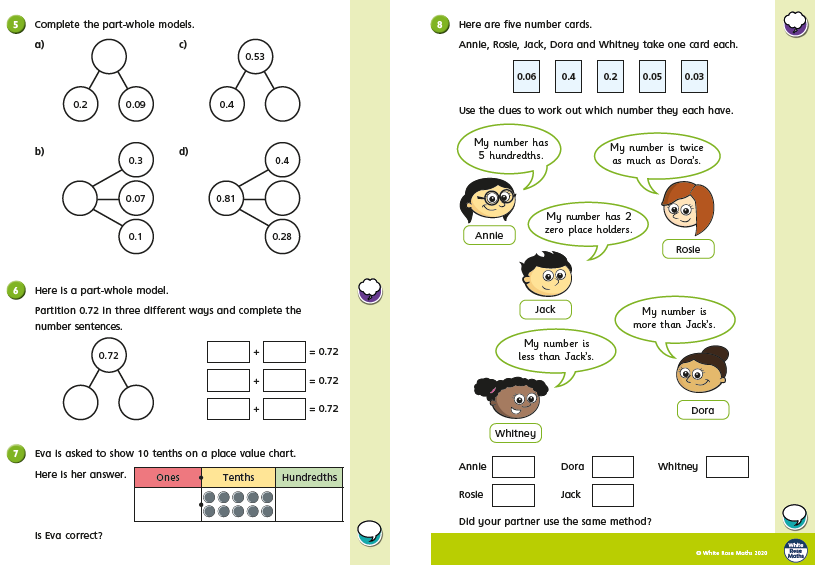 5 Complete the part-whole models.
a)
0.2 0.09
c)
0.53
0.4
b)
0.3
0.07
0.1
d)
0.4
0.81
0.28
6 Here is a part-whole model.
Partition 0.72 in three different ways and complete the
number sentences.
0.72
+ = 0.72
+ = 0.72
+ = 0.72
7 Eva is asked to show 10 tenths on a place value chart.
Here is her answer.
Ones Tenths Hundredths
Is Eva correct?
8 Here are five number cards.
Annie, Rosie, Jack, Dora and Whitney take one card each.
0.06 0.4 0.2 0.05 0.03
Use the clues to work out which number they each have.
My number has
5 hundredths.
Annie
My number is twice
as much as Dora's.
Rosie
My number has 2
zero place holders.
Jack
My number is
more than Jack's.
Dora
My number is
less than Jack's.
Whitney
Annie Dora Whitney
Rosie Jack
Did your partner use the same method?
© White Rose Maths 2020
White
Rose
Maths